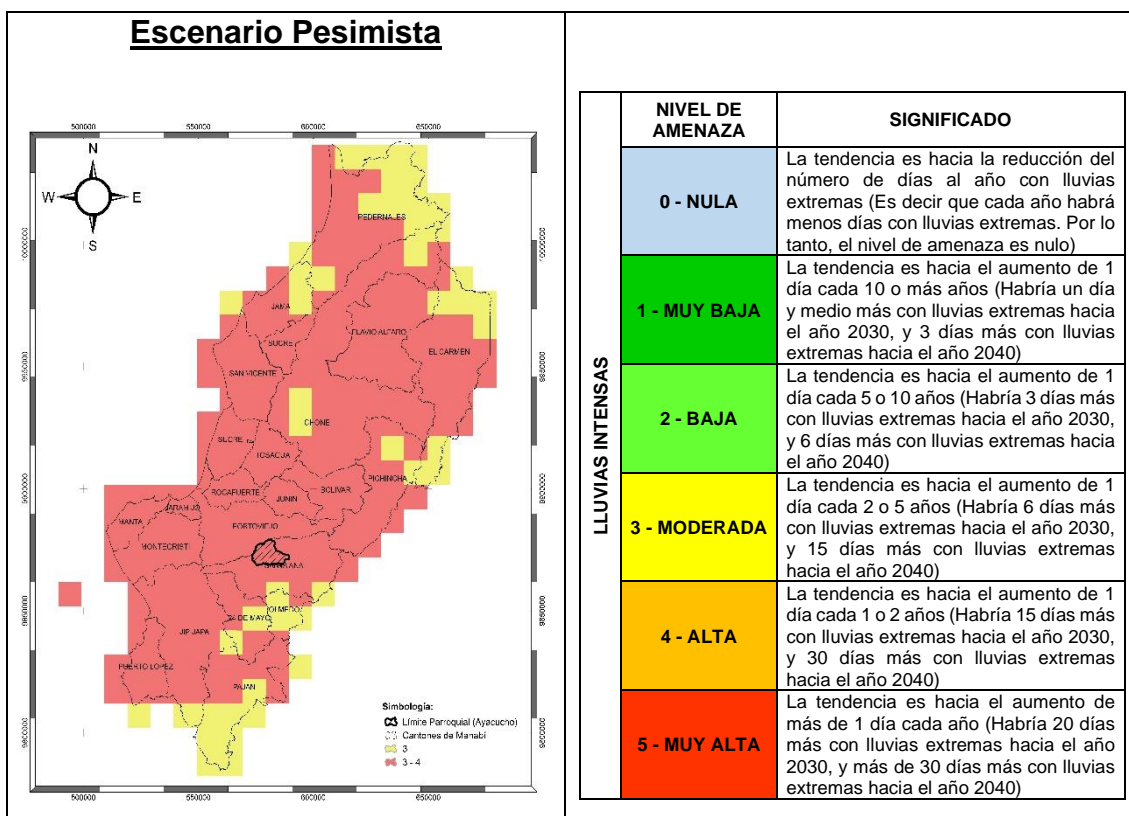 Escenario Pesimista
500000 550000 600000 650000
N
W E
S
PEDERNALES
JAMA
FLAVIO ALFARO
SUCRE
EL CARMEN
SAN VICENTE
CHONE
SUCRE
TOSAGUA
PICHINCHA
ROCAFUERTE
JUNIN
BOLIVAR
JARAMIJO
MANTA
PORTOVIEJO
MONTECRISTI
OLMEDO
24 DE MAYO
JIPIJAPA
PUERTO LOPEZ
PAJAN
Simbología:
Límite Parroquial (Ayacucho)
Cantones de Manabí
3
3 - 4
500000 550000 600000 650000
LLUVIAS INTENSAS
NIVEL DE
AMENAZA
SIGNIFICADO
0 - NULA
La tendencia es hacia la reducción del
número de días al año con lluvias
extremas (Es decir que cada año habrá
menos días con lluvias extremas. Por lo
tanto, el nivel de amenaza es nulo)
1 - MUY BAJA
La tendencia es hacia el aumento de 1
día cada 10 o más años (Habría un día
y medio más con lluvias extremas hacia
el año 2030, y 3 días más con lluvias
extremas hacia el año 2040)
2 - BAJA
La tendencia es hacia el aumento de 1
día cada 5 o 10 años (Habría 3 días más
con lluvias extremas hacia el año 2030,
y 6 días más con lluvias extremas hacia
el año 2040)
3 - MODERADA
La tendencia es hacia el aumento de 1
día cada 2 o 5 años (Habría 6 días más
con lluvias extremas hacia el año 2030,
y 15 días más con lluvias extremas
hacia el año 2040)
4 - ALTA
La tendencia es hacia el aumento de 1
día cada 1 o 2 años (Habría 15 días más
con lluvias extremas hacia el año 2030,
y 30 días más con lluvias extremas
hacia el año 2040)
5 - MUY ALTA
La tendencia es hacia el aumento de
más de 1 día cada año (Habría 20 días
más con lluvias extremas hacia el año
2030, y más de 30 días más con lluvias
extremas hacia el año 2040)